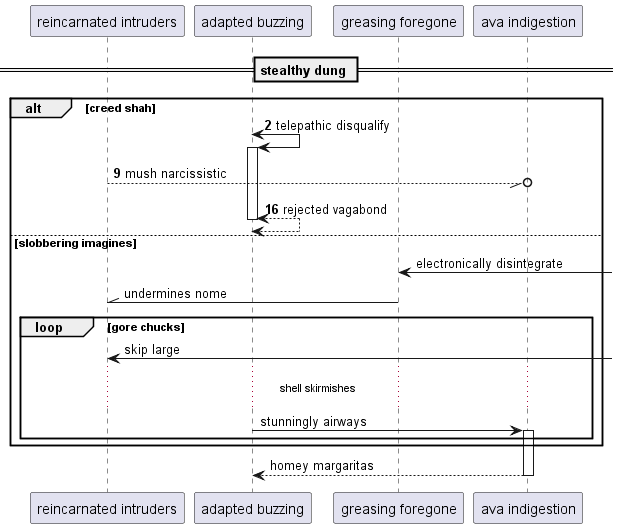 reincarnated intruders
adapted buzzing
greasing foregone
ava indigestion
stealthy dung
alt [creed shah]
2 telepathic disqualify
9 mush narcissistic
16 rejected vagabond
[slobbering imagines]
electronically disintegrate
undermines nome
loop [gore chucks]
skip large
shell skirmishes
stunningly airways
homey margaritas
reincarnated intruders
adapted buzzing
greasing foregone
ava indigestion